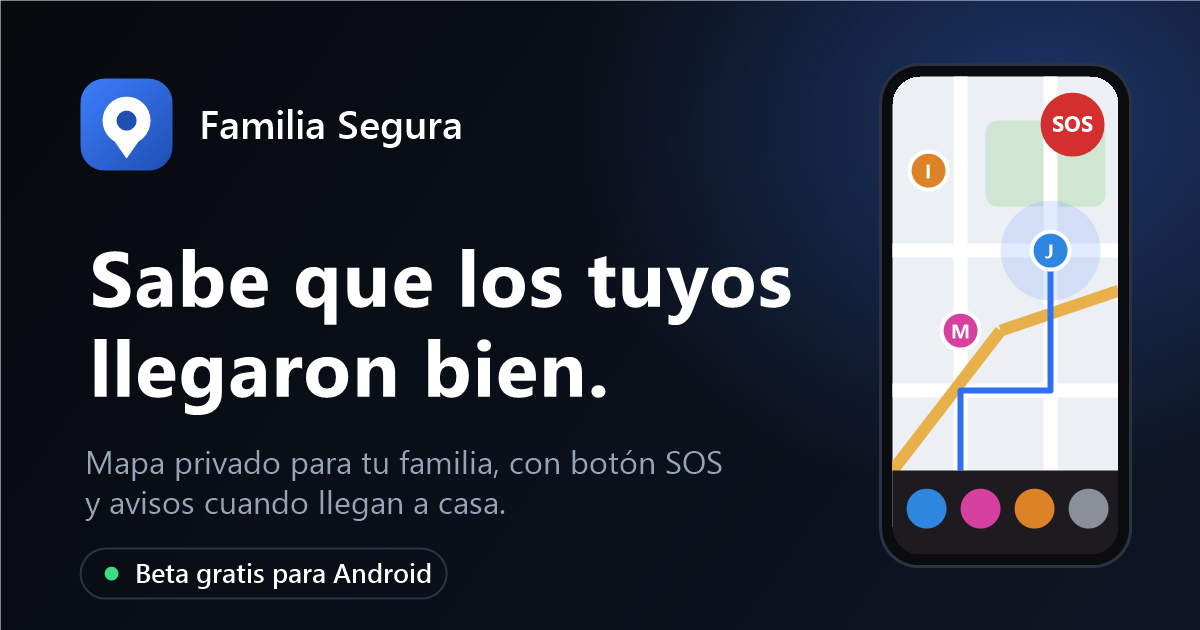 Familia Segura
Sabe que los tuyos
llegaron bien.
Mapa privado para tu familia, con botón SOS
y avisos cuando llegan a casa.
Beta gratis para Android
SOS
I
J
M